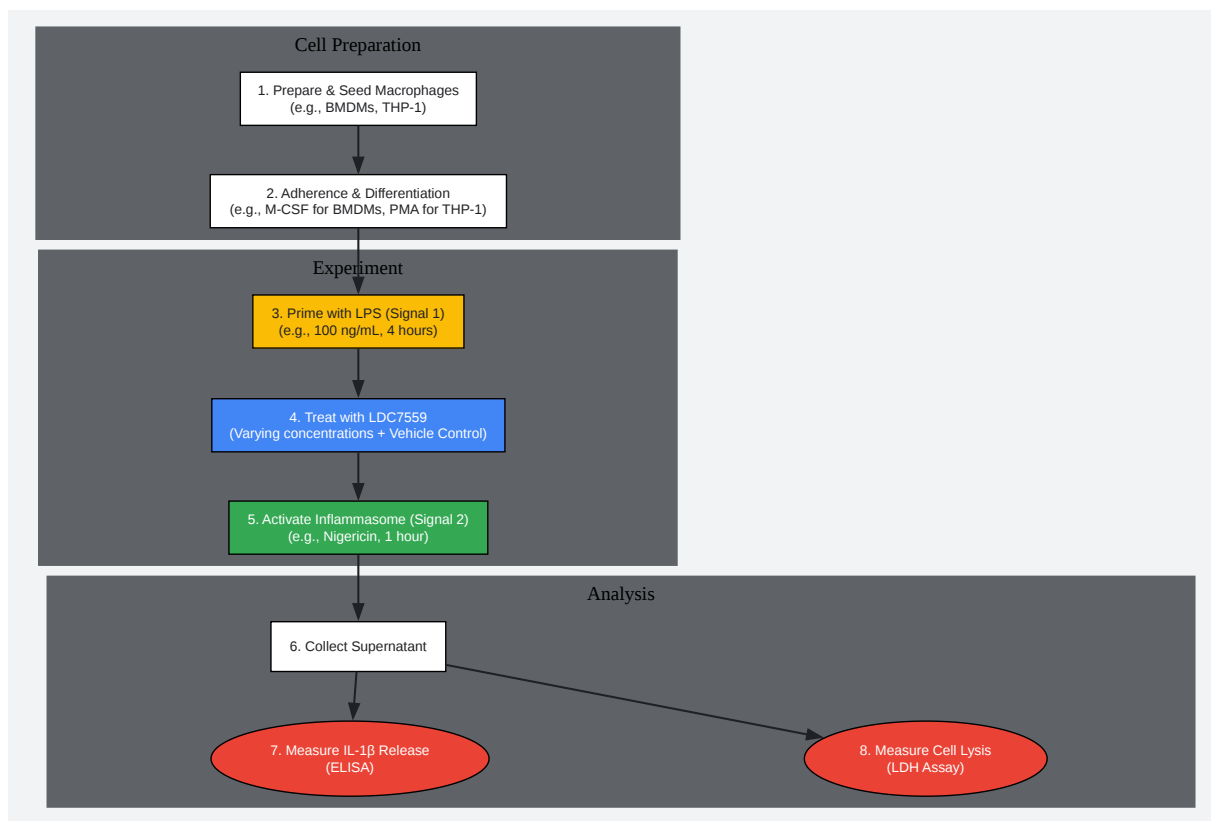 Cell Preparation
1. Prepare & Seed Macrophages
(e.g., BMDMs, THP-1)
2. Adherence & Differentiation
(e.g., M-CSF for BMDMs, PMA for THP-1)
Experiment
3. Prime with LPS (Signal 1)
(e.g., 100 ng/mL, 4 hours)
4. Treat with LDC7559
(Varying concentrations + Vehicle Control)
5. Activate Inflammasome (Signal 2)
(e.g., Nigericin, 1 hour)
Analysis
6. Collect Supernatant
7. Measure IL-1β Release
(ELISA)
8. Measure Cell Lysis
(LDH Assay)